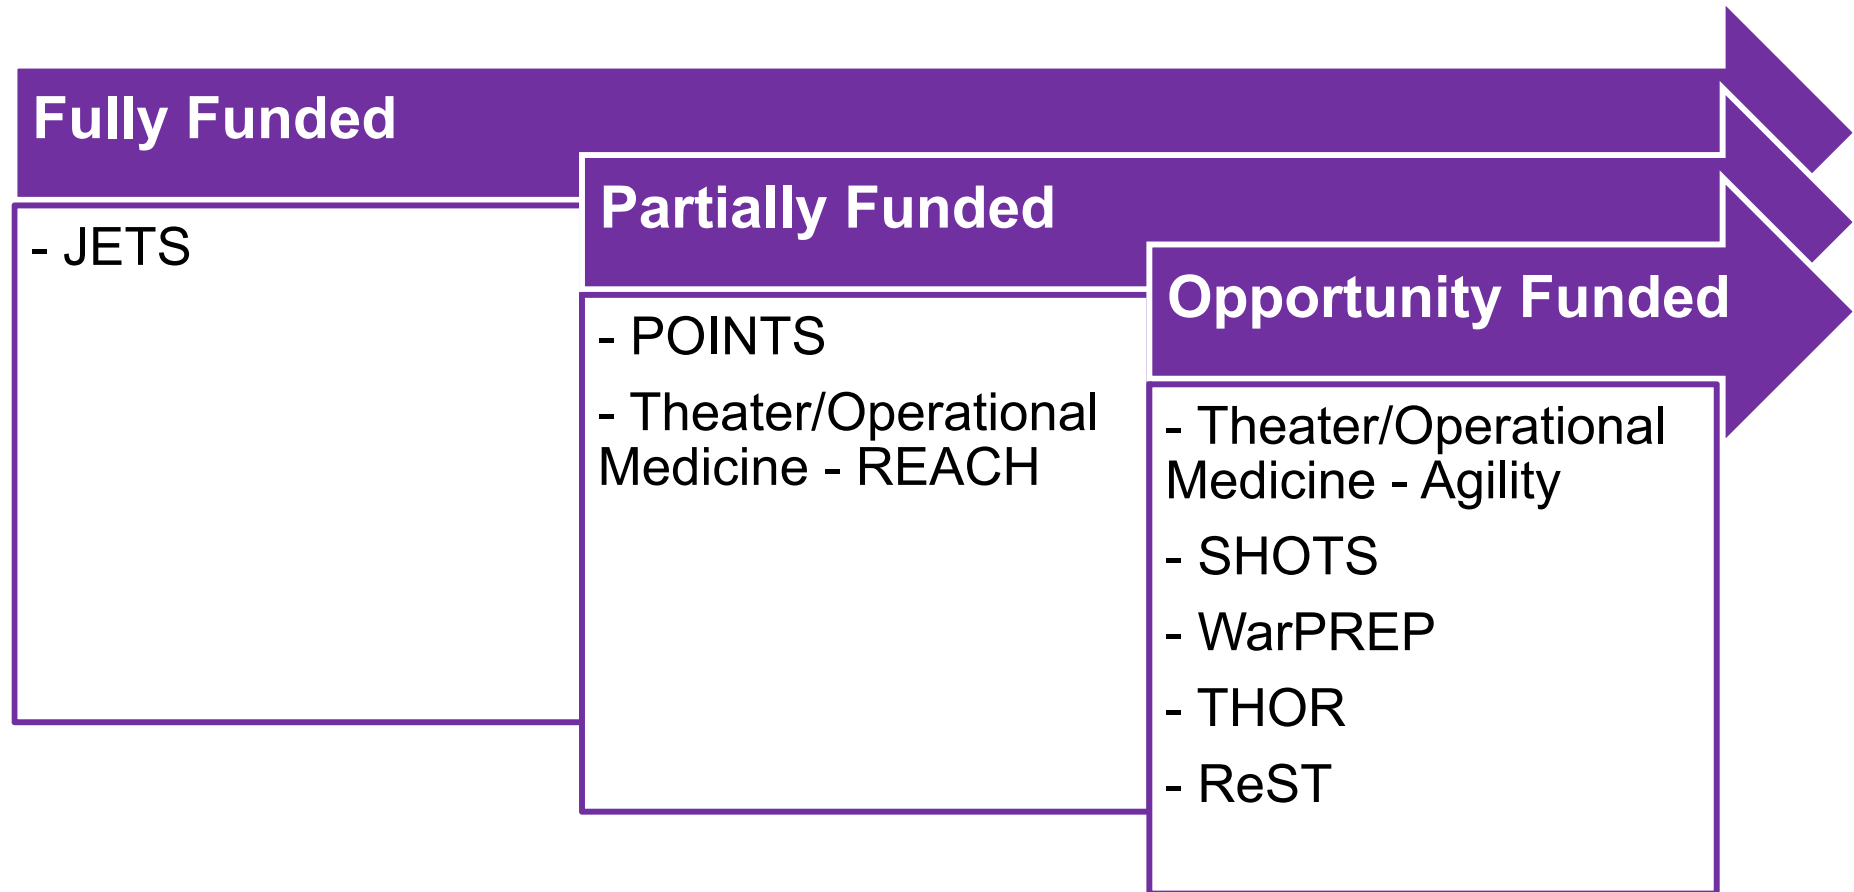 Fully Funded
- JETS
Partially Funded
- POINTS
- Theater/Operational
Medicine - REACH
Opportunity Funded
- Theater/Operational
Medicine - Agility
- SHOTS
- WarPREP
- THOR
- ReST